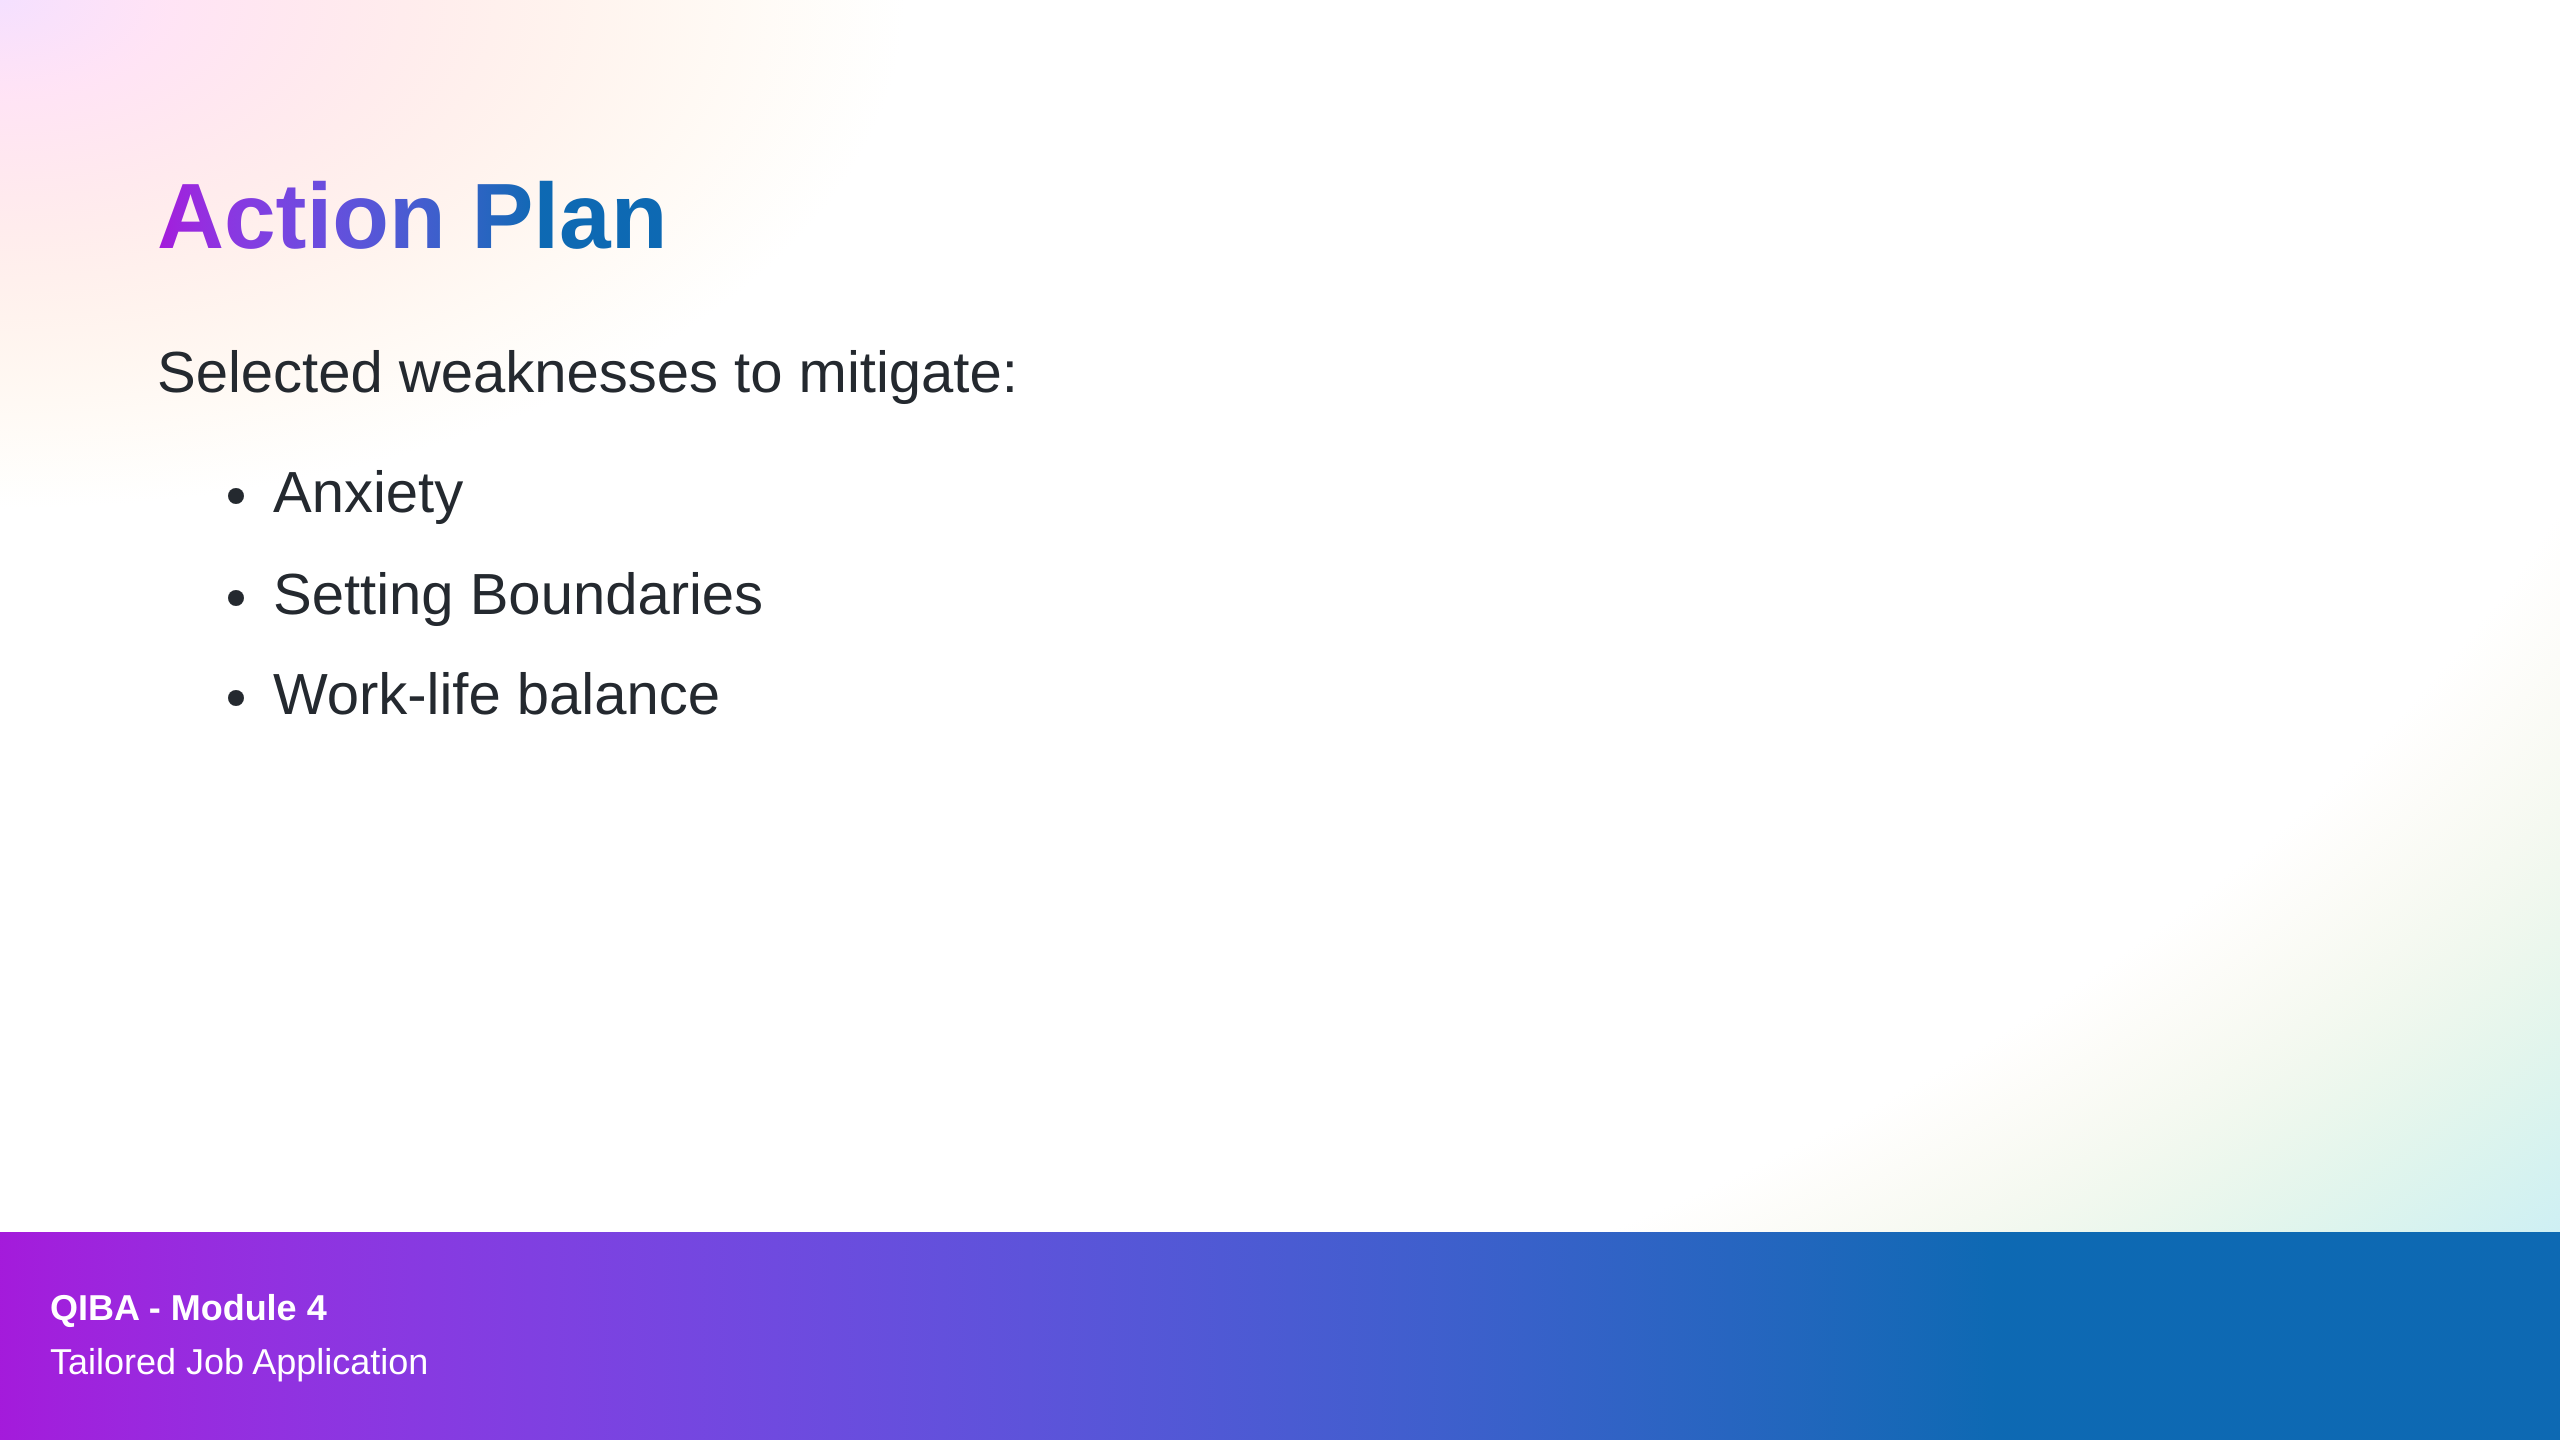 Action Plan
Selected weaknesses to mitigate:
• Anxiety
• Setting Boundaries
• Work-life balance
QIBA - Module 4
Tailored Job Application